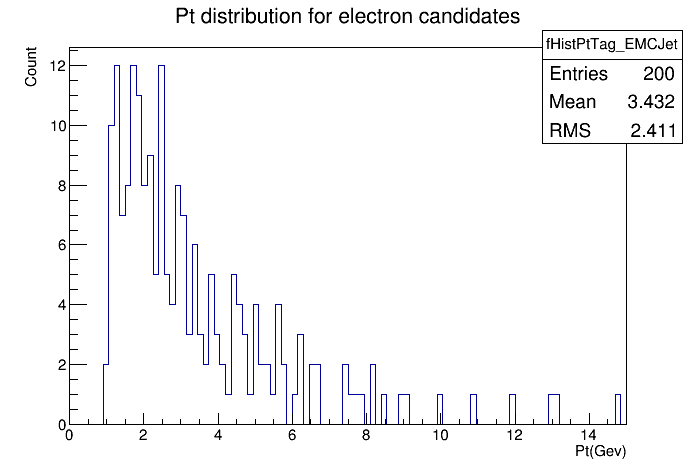 Pt distribution for electron candidates
fHistPtTag_EMCJet
Entries 200
Mean 3.432
RMS 2.411
Count
12
10
8
6
4
2
0
0 2 4 6 8 10 12 14
Pt(Gev)